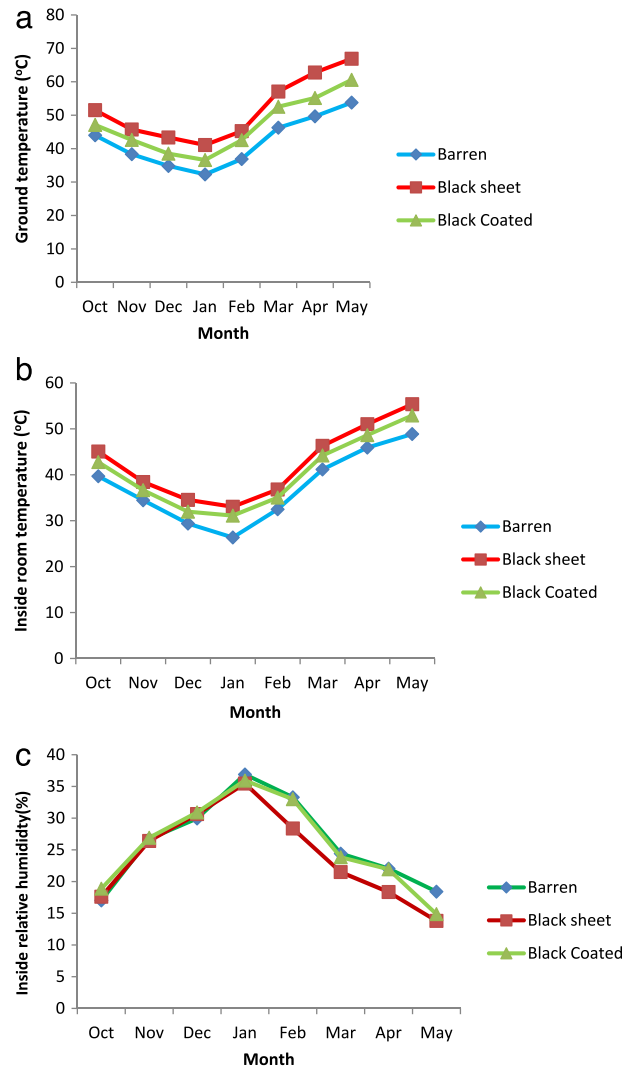 a
Ground temperature (ºC)
80
70
60
50
40
30
20
10
0
Oct Nov Dec Jan Feb Mar Apr May
Month
Barren
Black sheet
Black Coated
b
Inside room temperature (ºC)
60
50
40
30
20
10
0
Oct Nov Dec Jan Feb Mar Apr May
Month
Barren
Black sheet
Black Coated
c
Inside relative humididty(%)
40
35
30
25
20
15
10
5
0
Oct Nov Dec Jan Feb Mar Apr May
Month
Barren
Black sheet
Black Coated